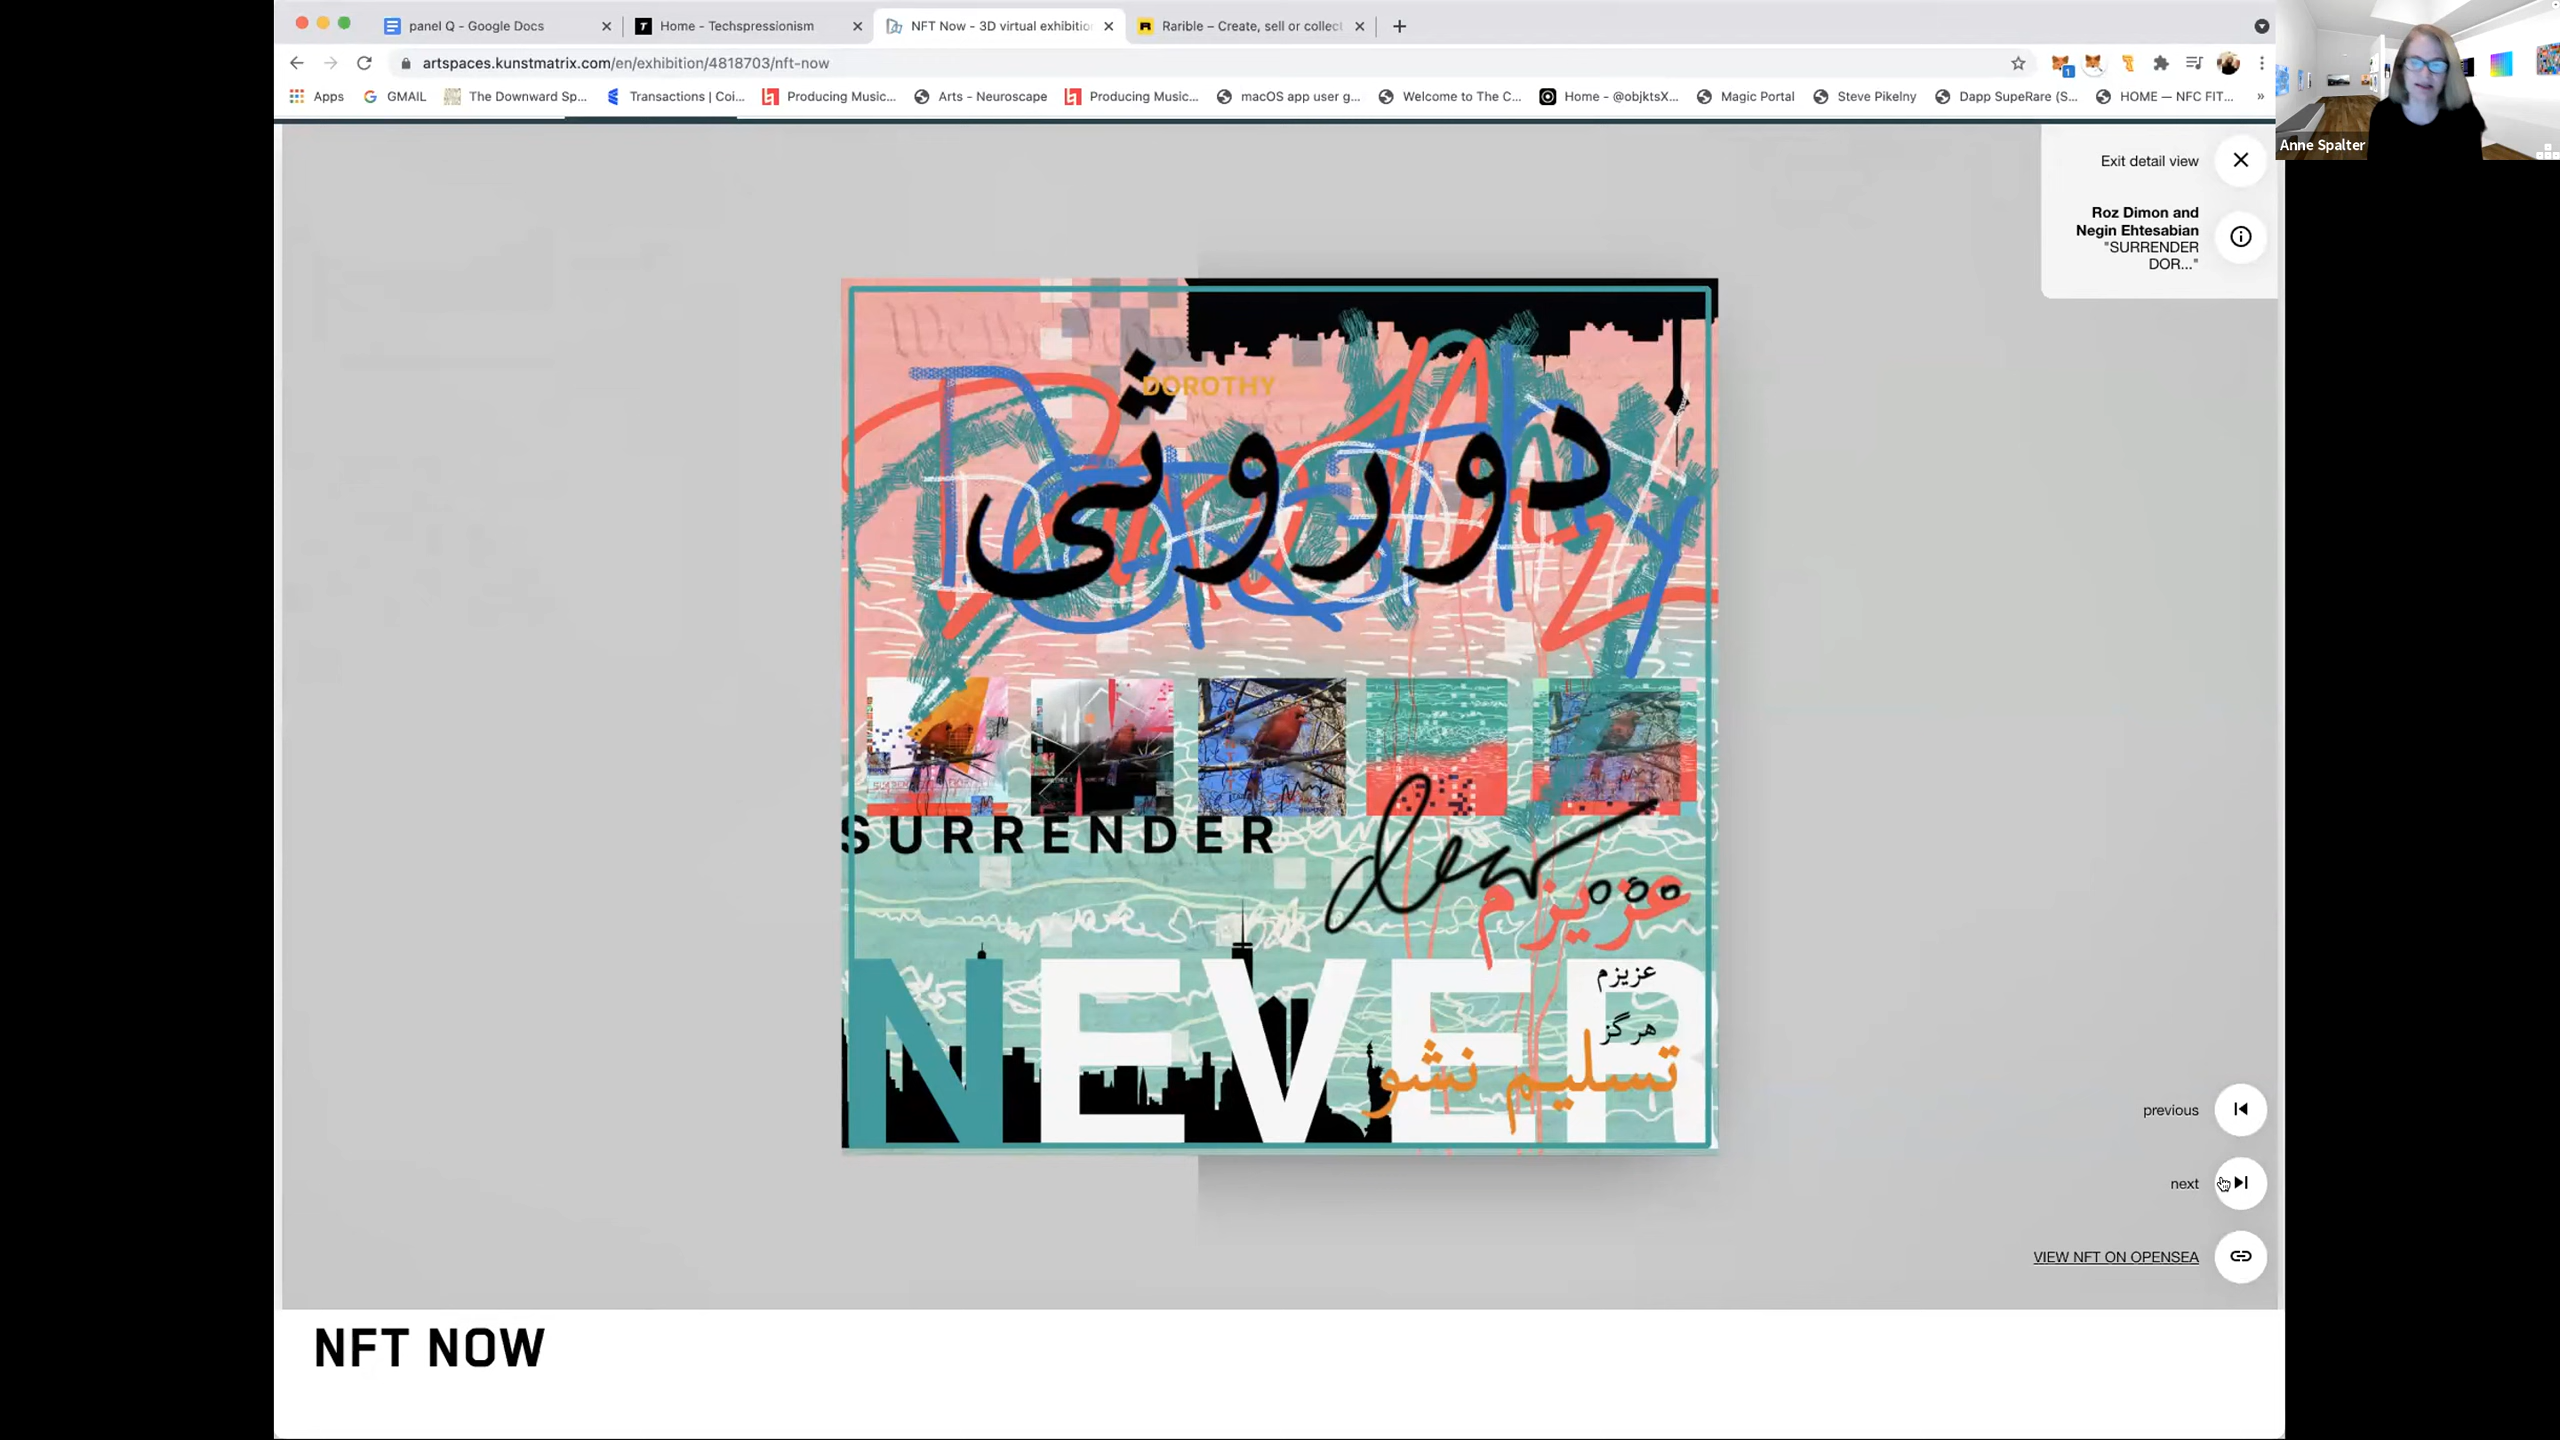 panel Q - Google Docs
Home - Techspressionism
NFT Now - 3D virtual exhibitio
Rarible – Create, sell or collect
artspaces.kunstmatrix.com/en/exhibition/4818703/nft-now
Apps
GMAIL
The Downward Sp...
Transactions | Coi...
Producing Music...
Arts - Neuroscape
Producing Music...
macOS app user g...
Welcome to The C...
Home - @objktsX...
Magic Portal
Steve Pikelny
Dapp SupeRare (S...
HOME — NFC FIT...
»
Anne Spalter
Exit detail view
Roz Dimon and
Negin Ehtesabian
"SURRENDER
DOR..."
DOROTHY
دوروثی
SURRENDER
dear...
عزیزم
NEVER
عزیزم
هرگز
تسلیم نشو
previous
next
VIEW NFT ON OPENSEA
NFT NOW